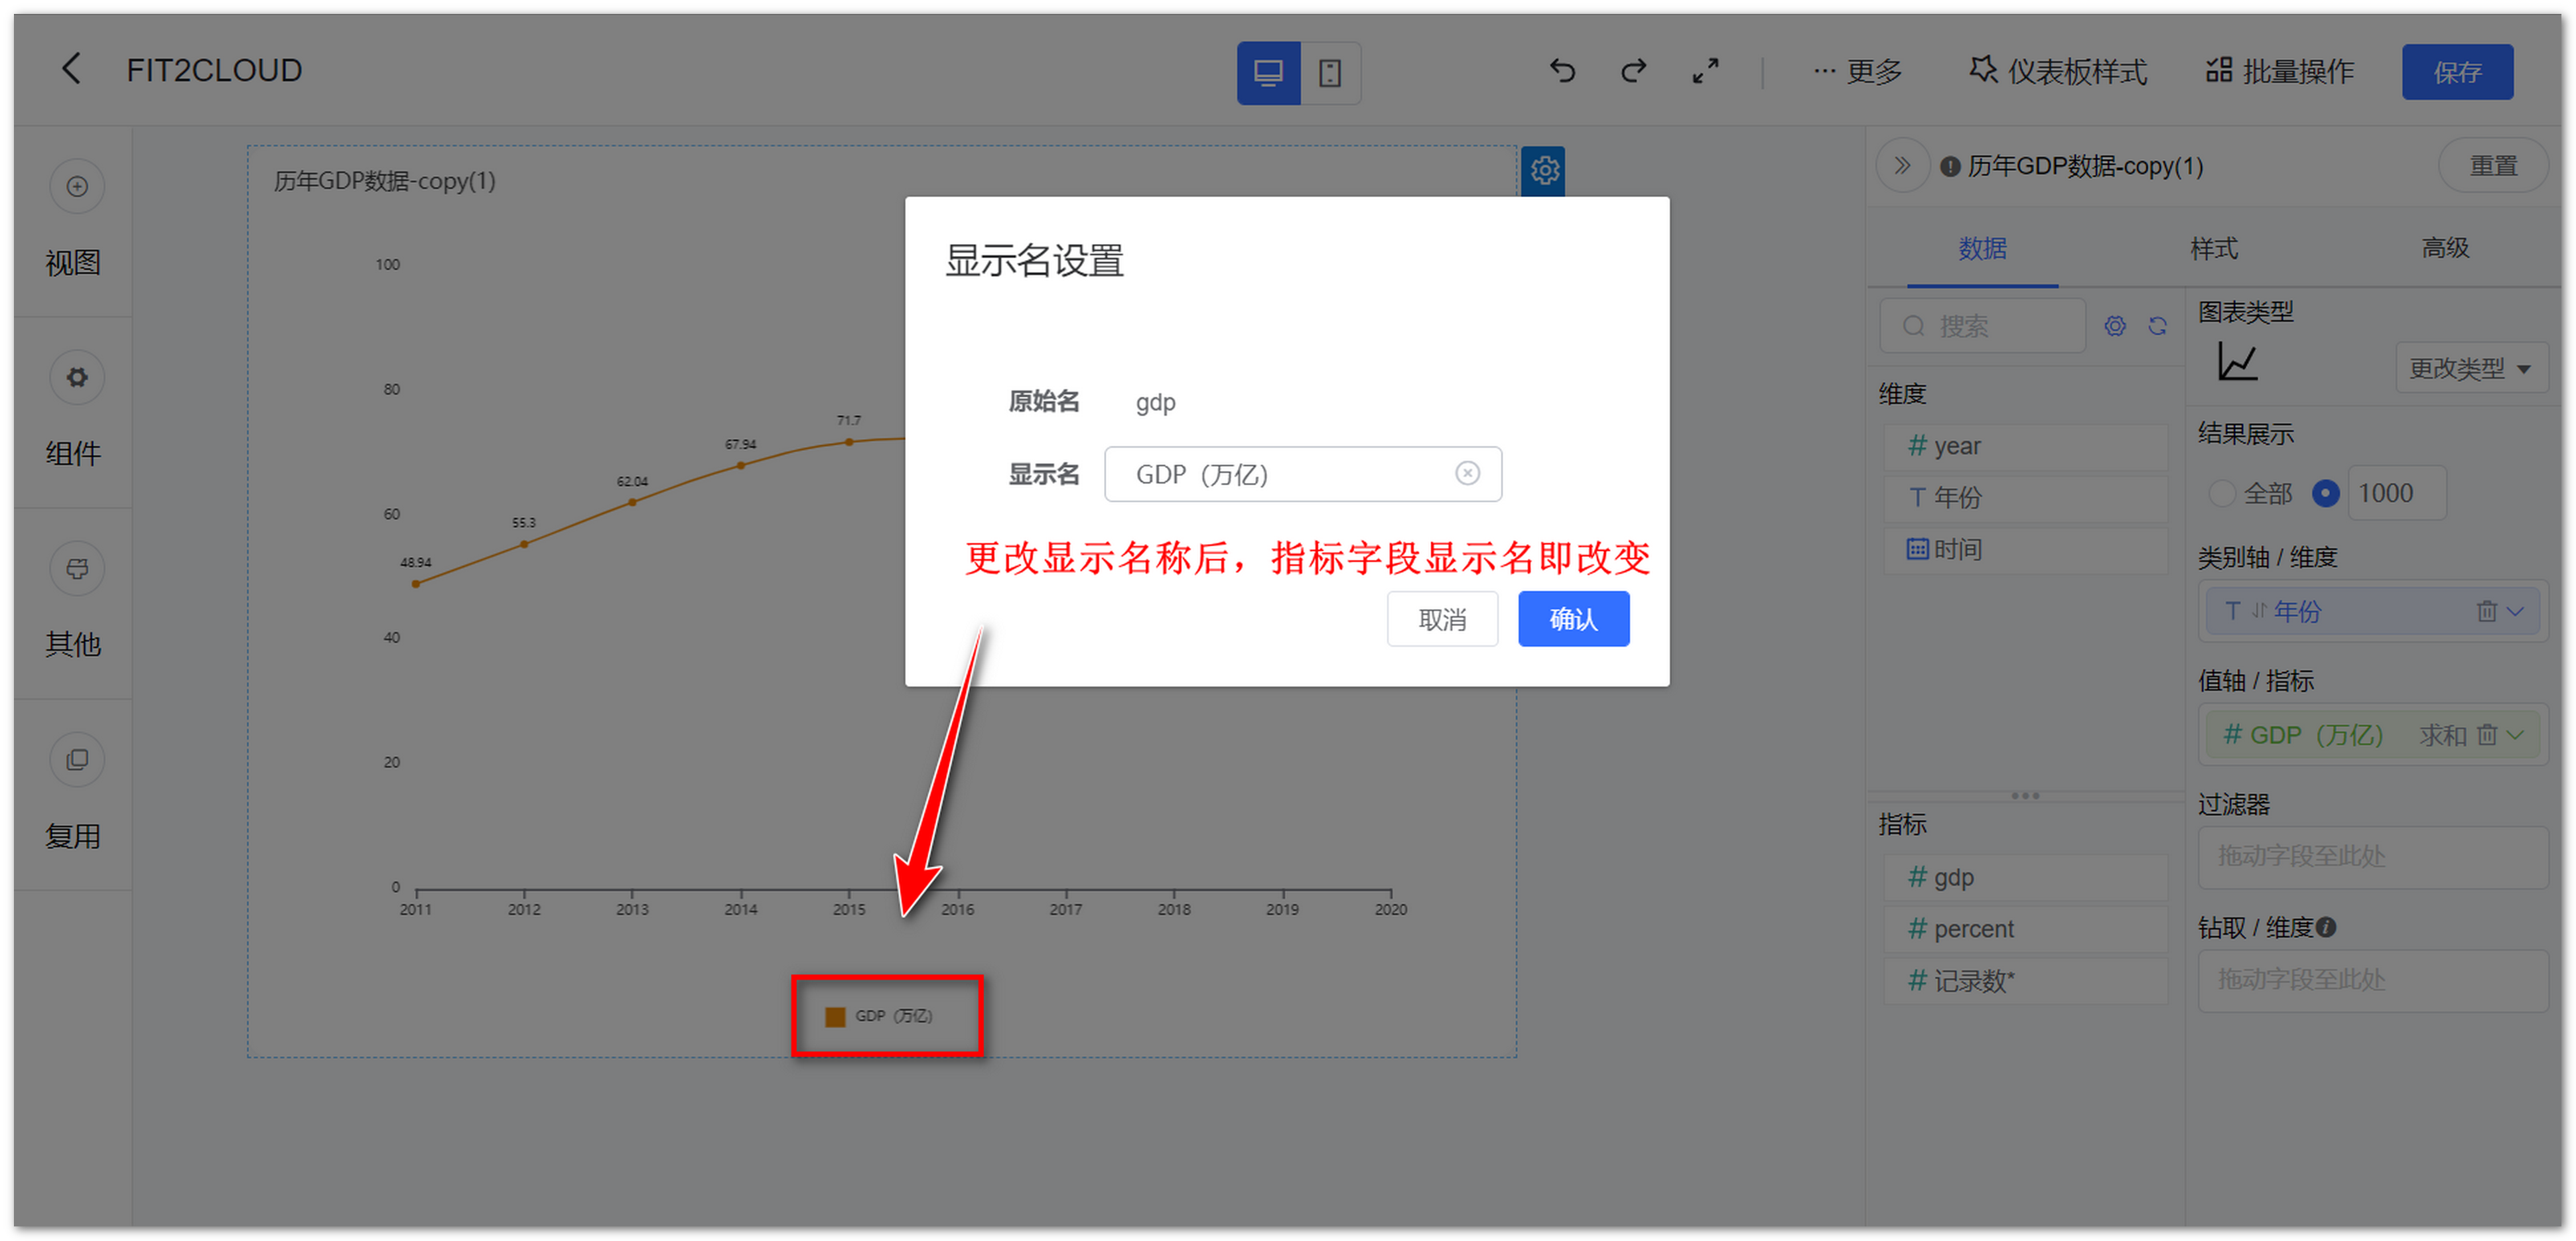 FIT2CLOUD
··· 更多
仪表板样式
批量操作
保存
视图
组件
其他
复用
历年GDP数据-copy(1)
100
80
60
40
20
0
48.94
55.3
62.04
67.94
71.7
2011 2012 2013 2014 2015 2016 2017 2018 2019 2020
GDP（万亿）
显示名设置
原始名 gdp
显示名 GDP（万亿）
更改显示名称后，指标字段显示名即改变
取消 确认
历年GDP数据-copy(1)
重置
数据 样式 高级
搜索
维度
# year
T 年份
时间
指标
# gdp
# percent
# 记录数*
图表类型
更改类型
结果展示
全部 1000
类别轴 / 维度
T 年份
值轴 / 指标
# GDP（万亿） 求和
过滤器
拖动字段至此处
钻取 / 维度
拖动字段至此处